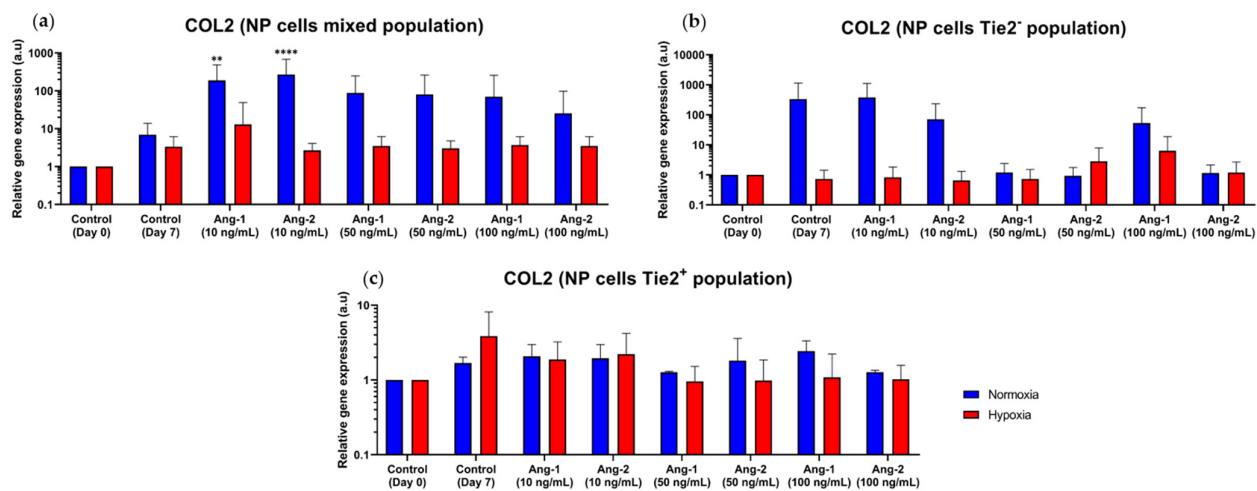 (a)
COL2 (NP cells mixed population)
Relative gene expression (a.u)
1000
100
10
1
0.1
**
****
Control Control Ang-1 Ang-2 Ang-1 Ang-2 Ang-1 Ang-2
(Day 0) (Day 7) (10 ng/mL) (10 ng/mL) (50 ng/mL) (50 ng/mL) (100 ng/mL) (100 ng/mL)
(b)
COL2 (NP cells Tie2⁻ population)
Relative gene expression (a.u)
10000
1000
100
10
1
0.1
Control Control Ang-1 Ang-2 Ang-1 Ang-2 Ang-1 Ang-2
(Day 0) (Day 7) (10 ng/mL) (10 ng/mL) (50 ng/mL) (50 ng/mL) (100 ng/mL) (100 ng/mL)
(c)
COL2 (NP cells Tie2⁺ population)
Relative gene expression (a.u)
10
1
0.1
Control Control Ang-1 Ang-2 Ang-1 Ang-2 Ang-1 Ang-2
(Day 0) (Day 7) (10 ng/mL) (10 ng/mL) (50 ng/mL) (50 ng/mL) (100 ng/mL) (100 ng/mL)
Normoxia
Hypoxia